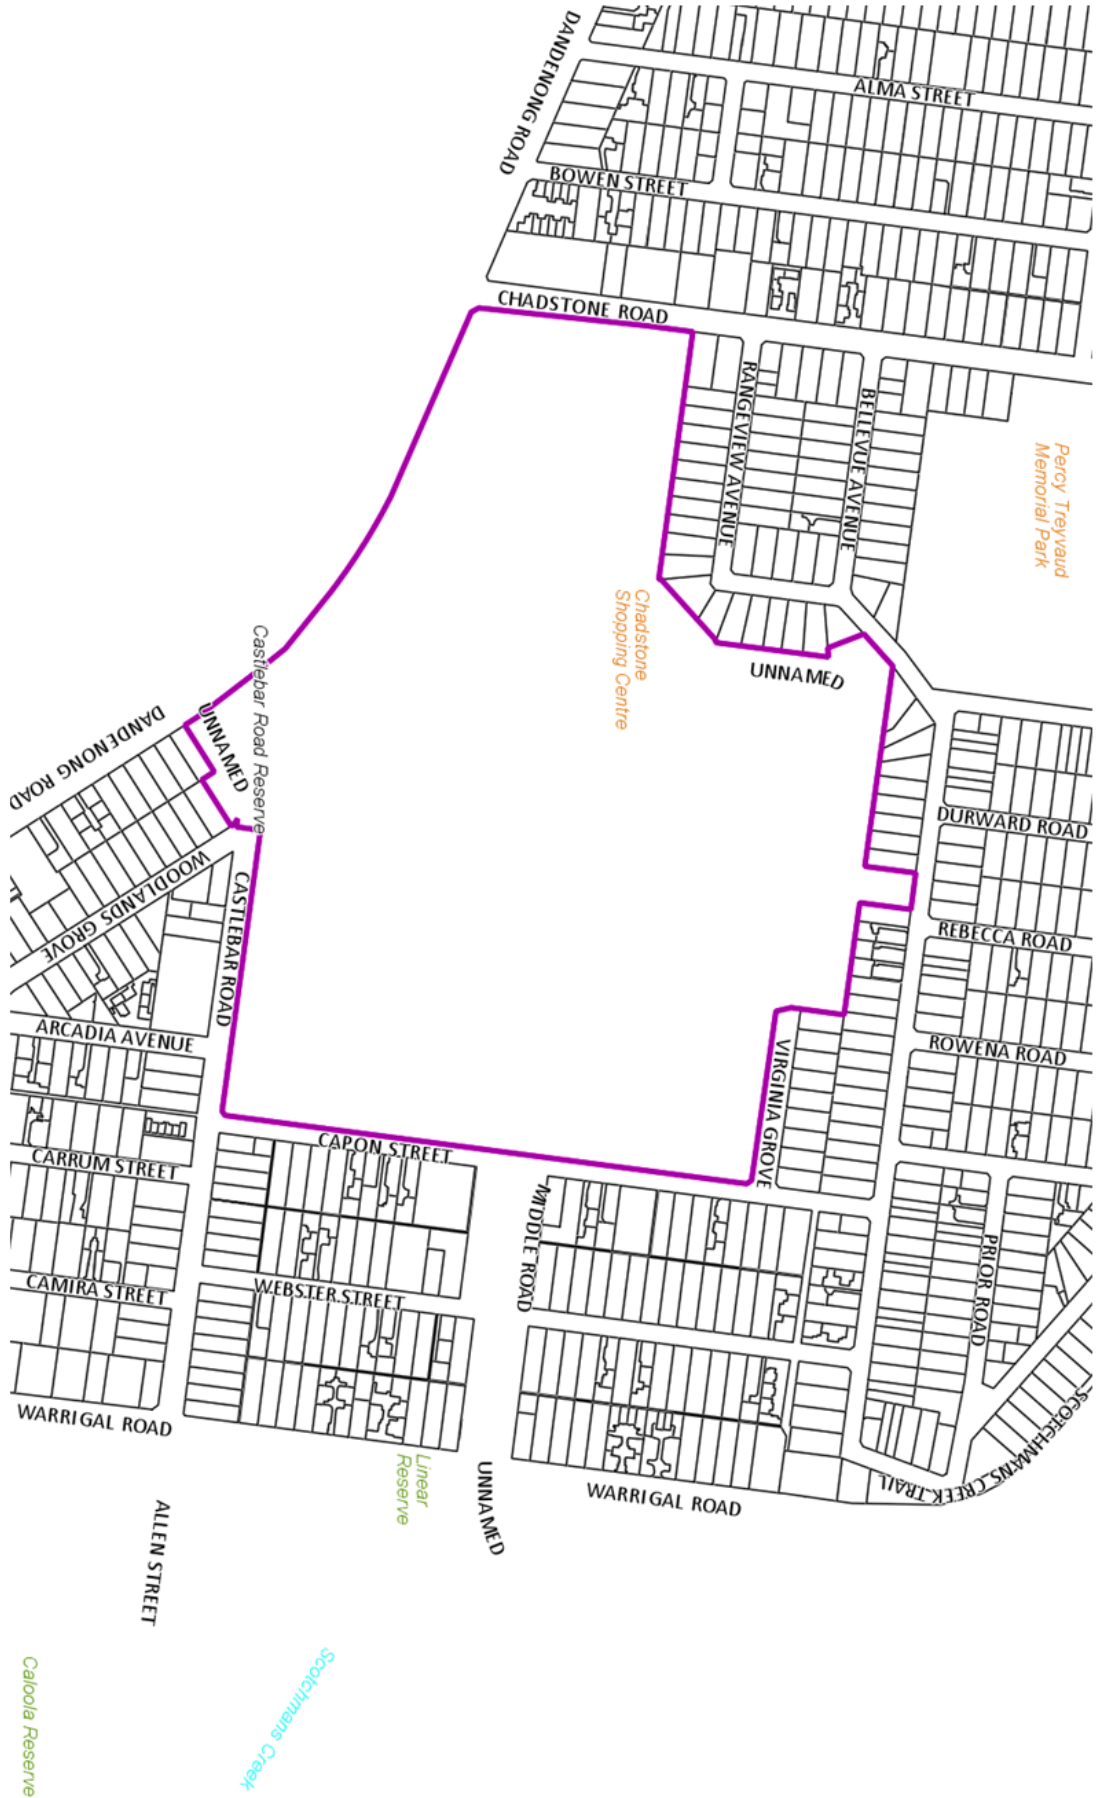 DANDENONG ROAD
ALMA STREET
BOWEN STREET
CHADSTONE ROAD
RANGEVIEW AVENUE
BELLEVUE AVENUE
Percy Treyvaud
Memorial Park
Chadstone
Shopping Centre
UNNAMED
Castlebar Road Reserve
UNNAMED
DANDENONG ROAD
DURWARD ROAD
WOODLANDS GROVE
CASTLEBAR ROAD
REBECCA ROAD
ARCADIA AVENUE
ROWENA ROAD
VIRGINIA GROVE
CAPON STREET
CARRUM STREET
MIDDLE ROAD
PRIOR ROAD
CAMIRA STREET
WEBSTER STREET
WARRIGAL ROAD
SCOTCHMANS CREEK TRAIL
Linear
Reserve
UNNAMED
WARRIGAL ROAD
ALLEN STREET
Scotchmans Creek
Caloola Reserve